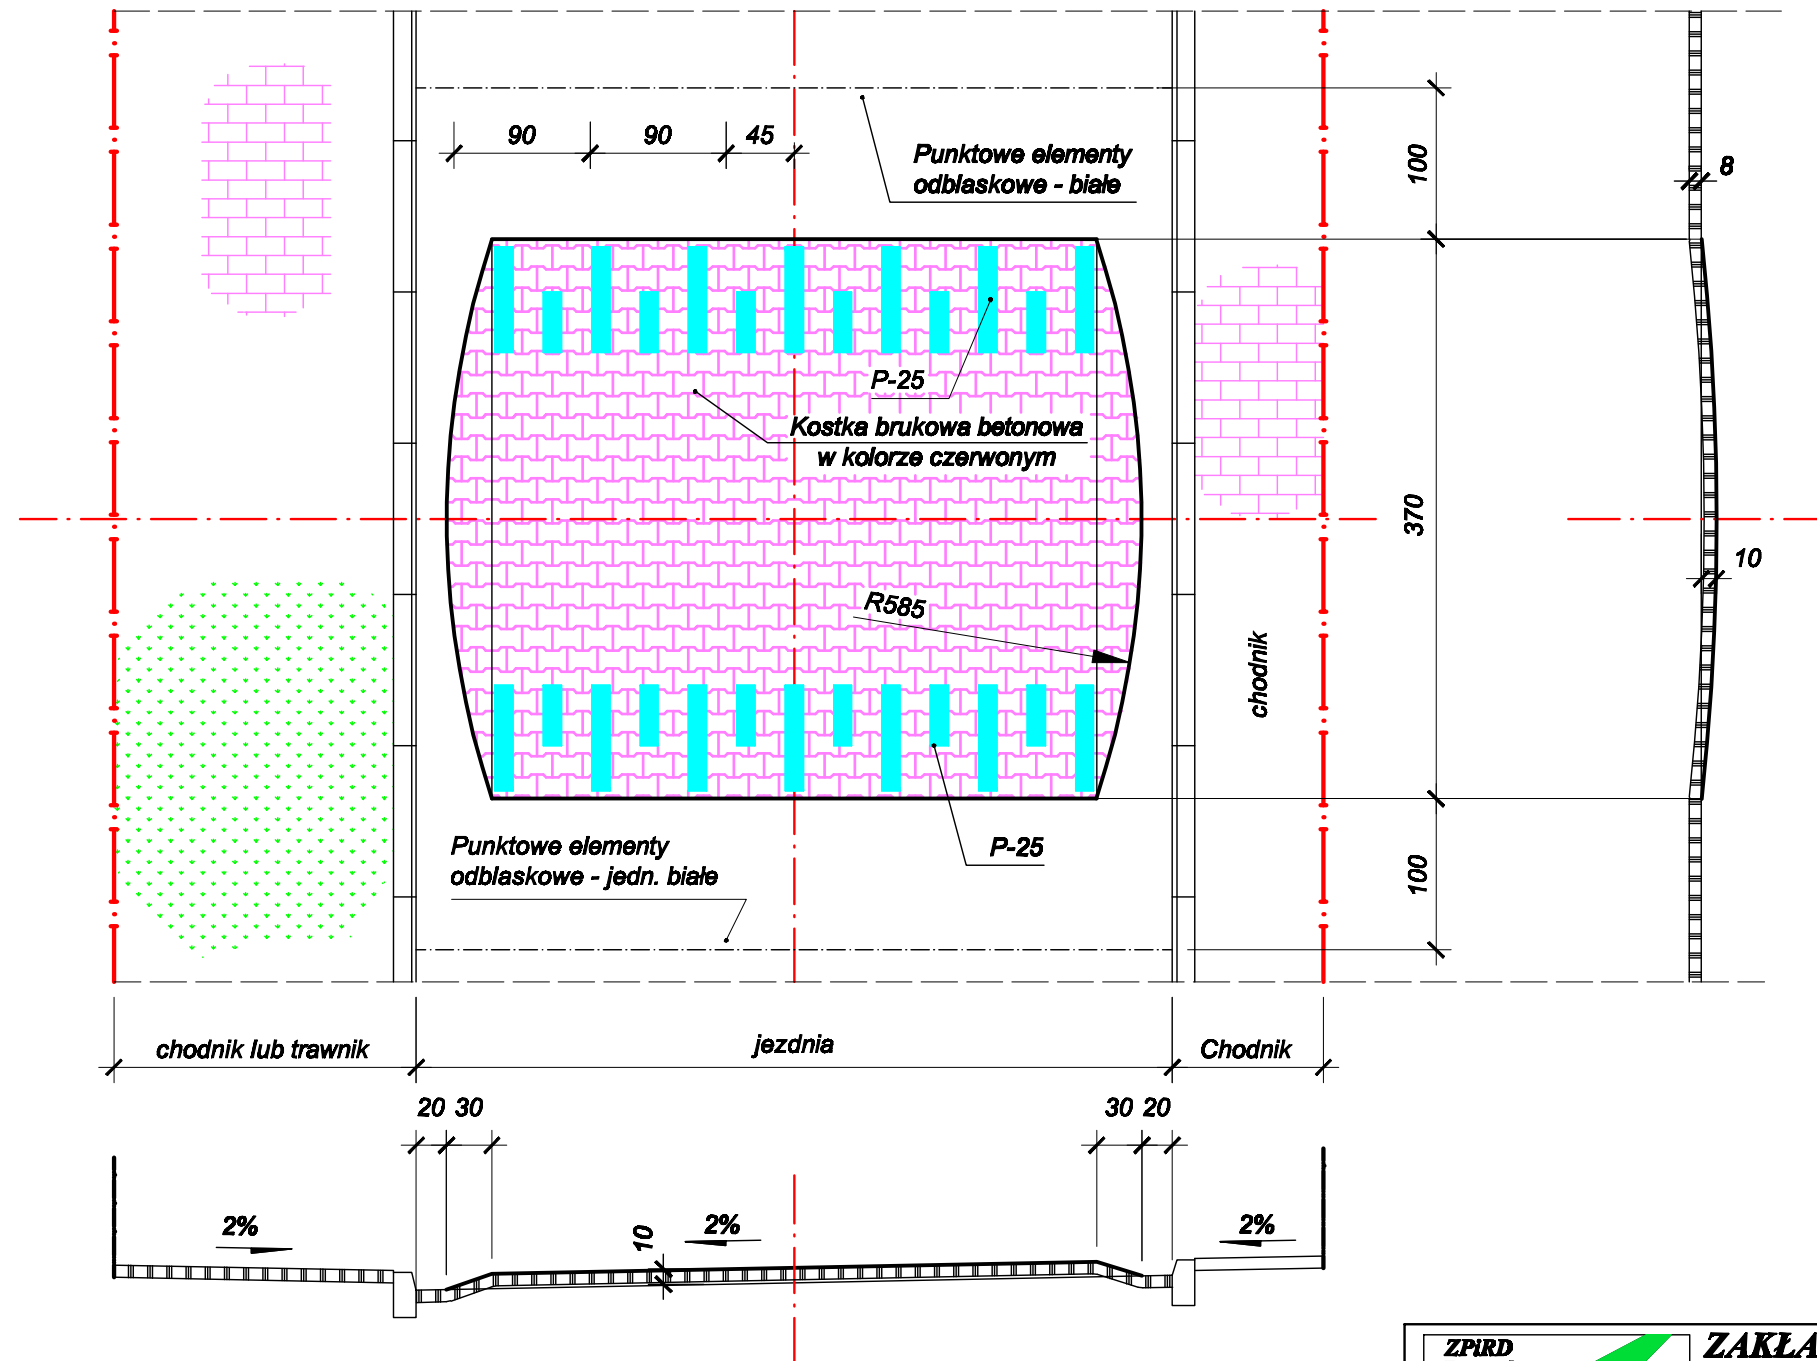 90
90
45
Punktowe elementy
odblaskowe - białe
100
8
P-25
Kostka brukowa betonowa
w kolorze czerwonym
370
10
R585
chodnik
Punktowe elementy
odblaskowe - jedn. białe
P-25
100
chodnik lub trawnik
jezdnia
Chodnik
20 30
30 20
2%
10
2%
2%
ZPiRD